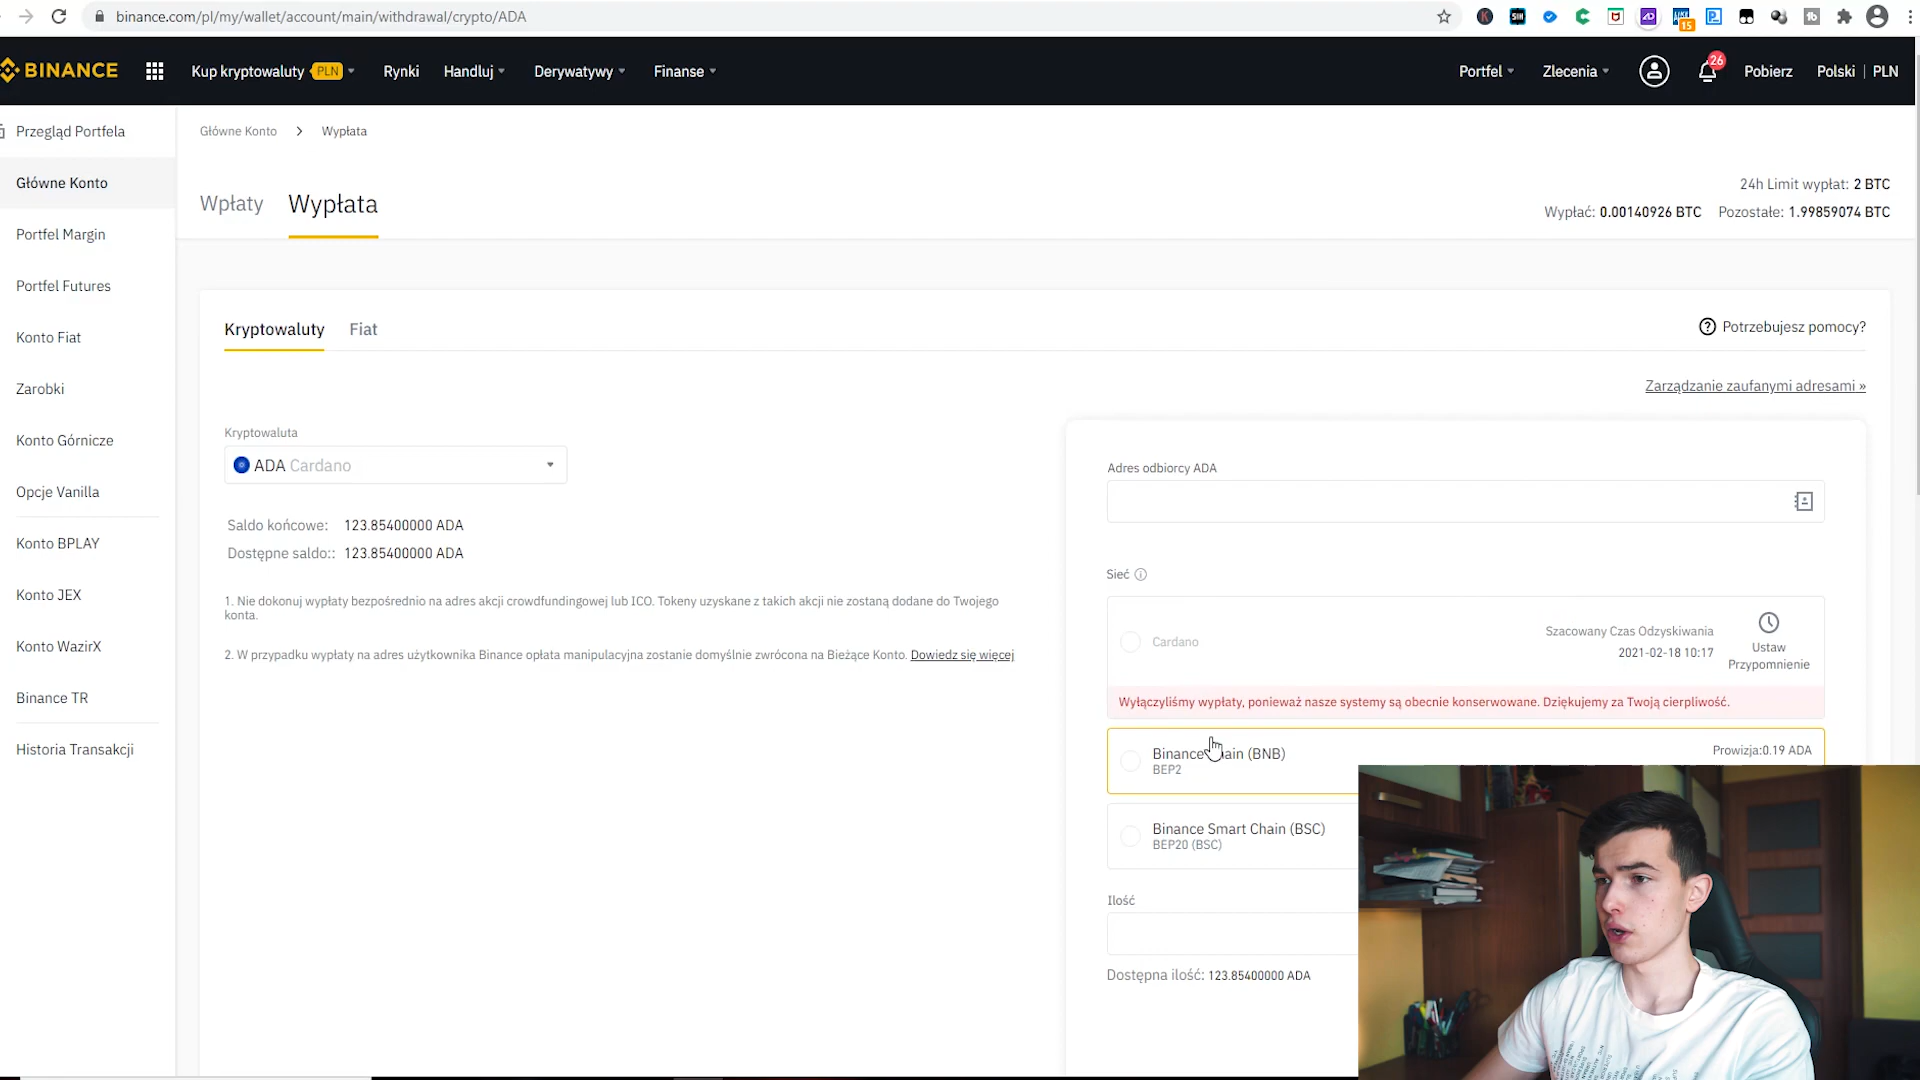 binance.com/pl/my/wallet/account/main/withdrawal/crypto/ADA
15
BINANCE
Kup kryptowaluty PLN
Rynki
Handluj
Derywatywy
Finanse
Portfel
Zlecenia
26
Pobierz
Polski | PLN
Przegląd Portfela
Główne Konto
Portfel Margin
Portfel Futures
Konto Fiat
Zarobki
Konto Górnicze
Opcje Vanilla
Konto BPLAY
Konto JEX
Konto WazirX
Binance TR
Historia Transakcji
Główne Konto > Wypłata
Wpłaty
Wypłata
24h Limit wypłat: 2 BTC
Wypłać: 0.00140926 BTC Pozostałe: 1.99859074 BTC
Kryptowaluty
Fiat
Potrzebujesz pomocy?
Zarządzanie zaufanymi adresami »
Kryptowaluta
ADA Cardano
Saldo końcowe: 123.85400000 ADA
Dostępne saldo:: 123.85400000 ADA
1. Nie dokonuj wypłaty bezpośrednio na adres akcji crowdfundingowej lub ICO. Tokeny uzyskane z takich akcji nie zostaną dodane do Twojego
konta.
2. W przypadku wypłaty na adres użytkownika Binance opłata manipulacyjna zostanie domyślnie zwrócona na Bieżące Konto. Dowiedz się więcej
Adres odbiorcy ADA
Sieć
Cardano
Szacowany Czas Odzyskiwania
2021-02-18 10:17
Ustaw
Przypomnienie
Wyłączyliśmy wypłaty, ponieważ nasze systemy są obecnie konserwowane. Dziękujemy za Twoją cierpliwość.
Binance Chain (BNB)
BEP2
Prowizja:0.19 ADA
Binance Smart Chain (BSC)
BEP20 (BSC)
Ilość
Dostępna ilość: 123.85400000 ADA